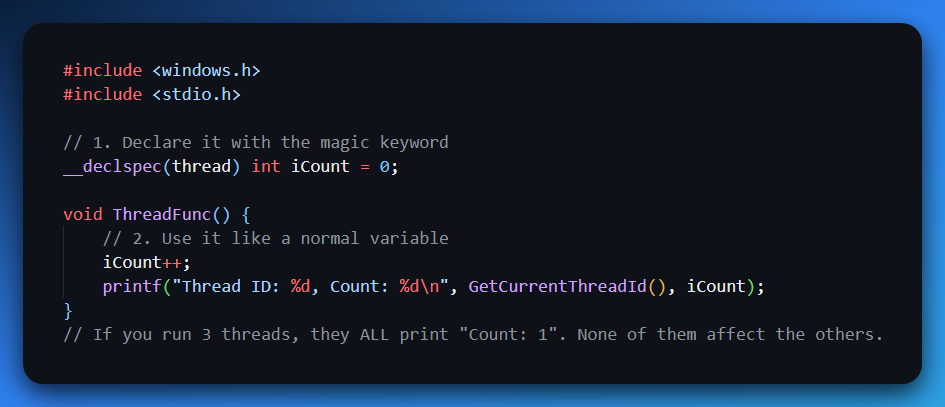 #include <windows.h>
#include <stdio.h>
// 1. Declare it with the magic keyword
__declspec(thread) int iCount = 0;
void ThreadFunc() {
// 2. Use it like a normal variable
iCount++;
printf("Thread ID: %d, Count: %d\n", GetCurrentThreadId(), iCount);
}
// If you run 3 threads, they ALL print "Count: 1". None of them affect the others.